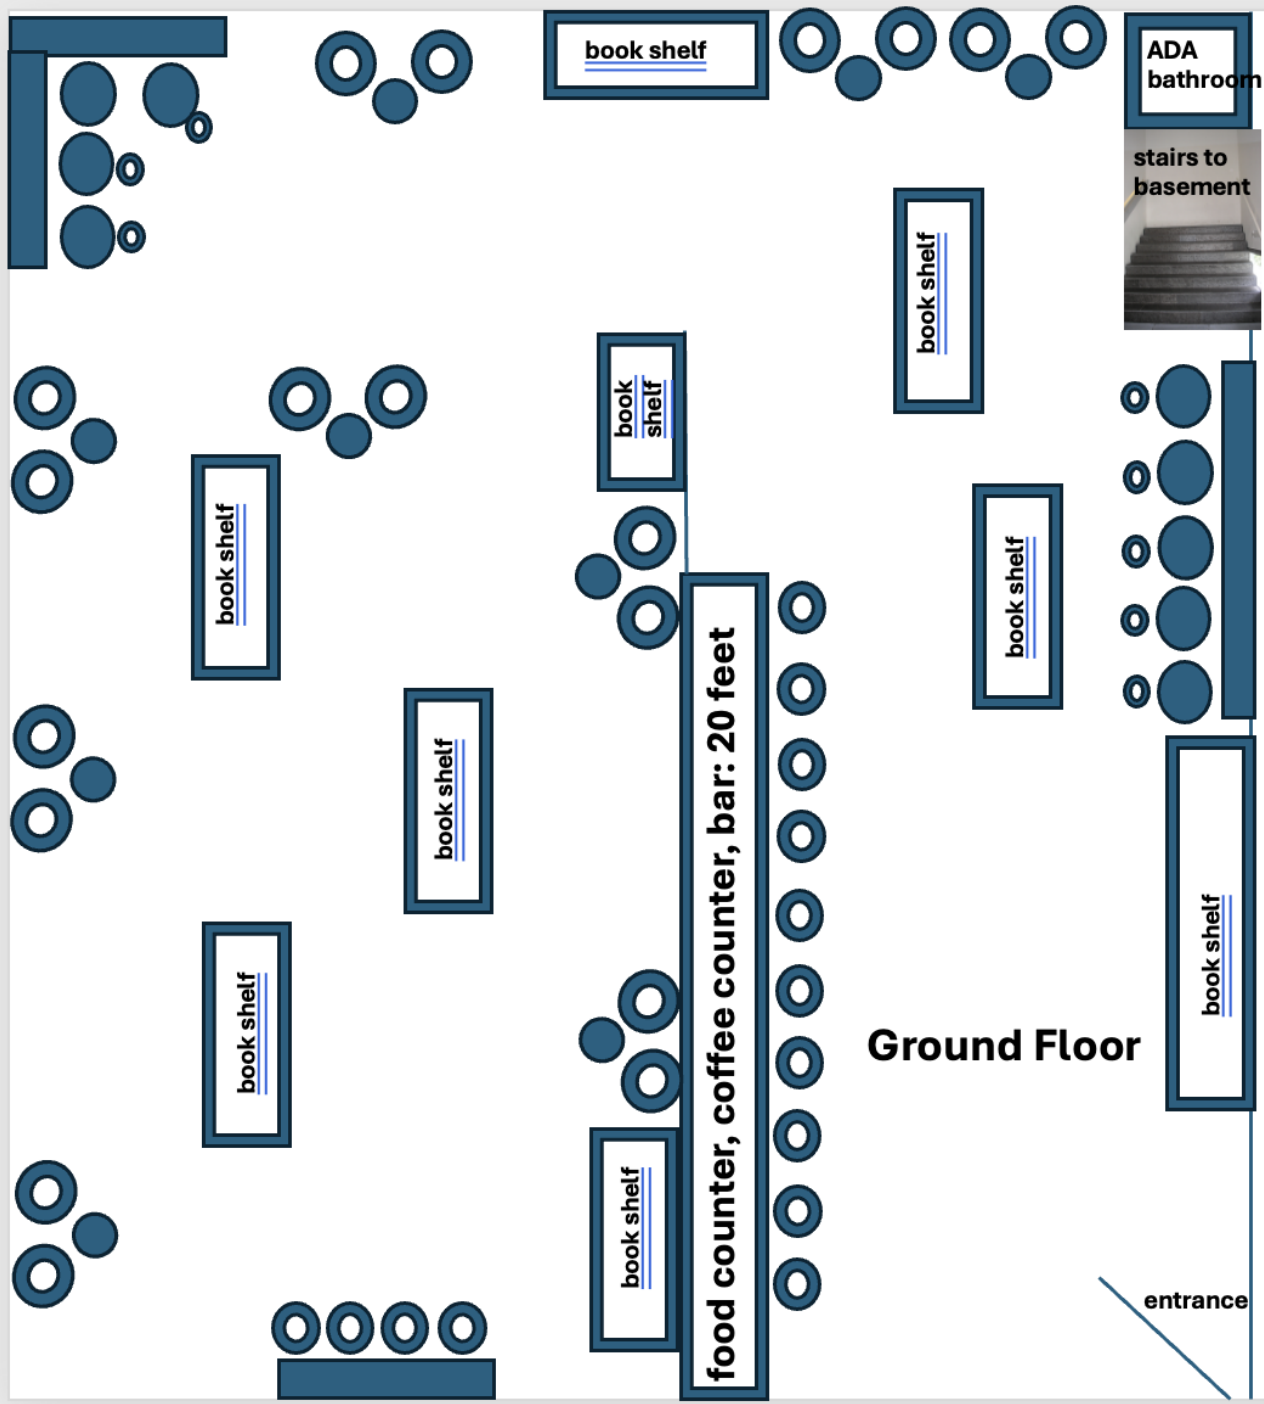 book shelf
ADA
bathroom
stairs to
basement
book shelf
book
shelf
book shelf
book shelf
food counter, coffee counter, bar: 20 feet
book shelf
book shelf
Ground Floor
book shelf
book shelf
entrance